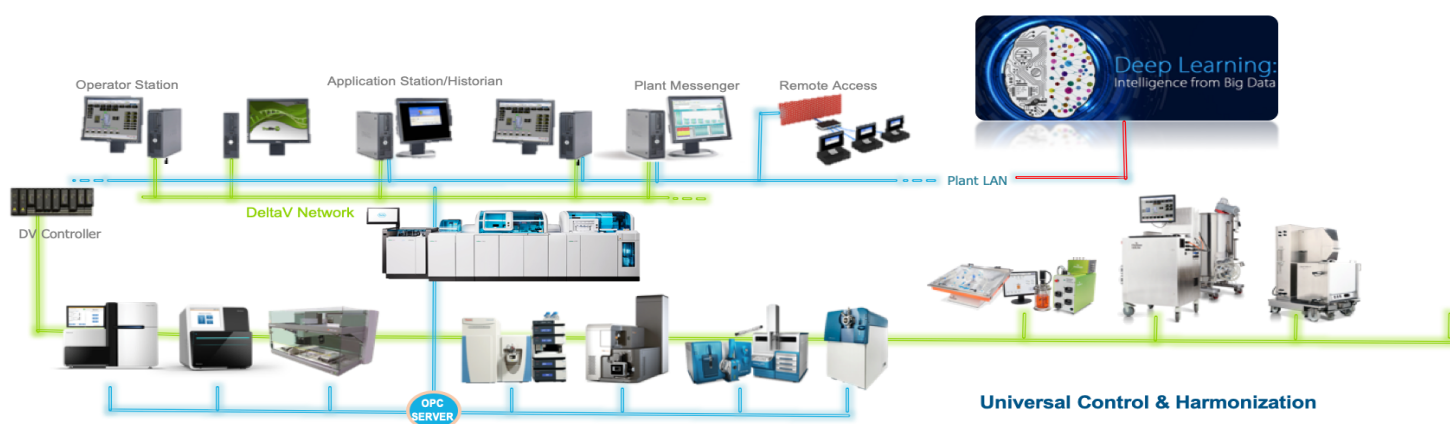 Deep Learning:
Intelligence from Big Data
Operator Station
Application Station/Historian
Plant Messenger
Remote Access
Plant LAN
DeltaV Network
DV Controller
OPC
SERVER
Universal Control & Harmonization